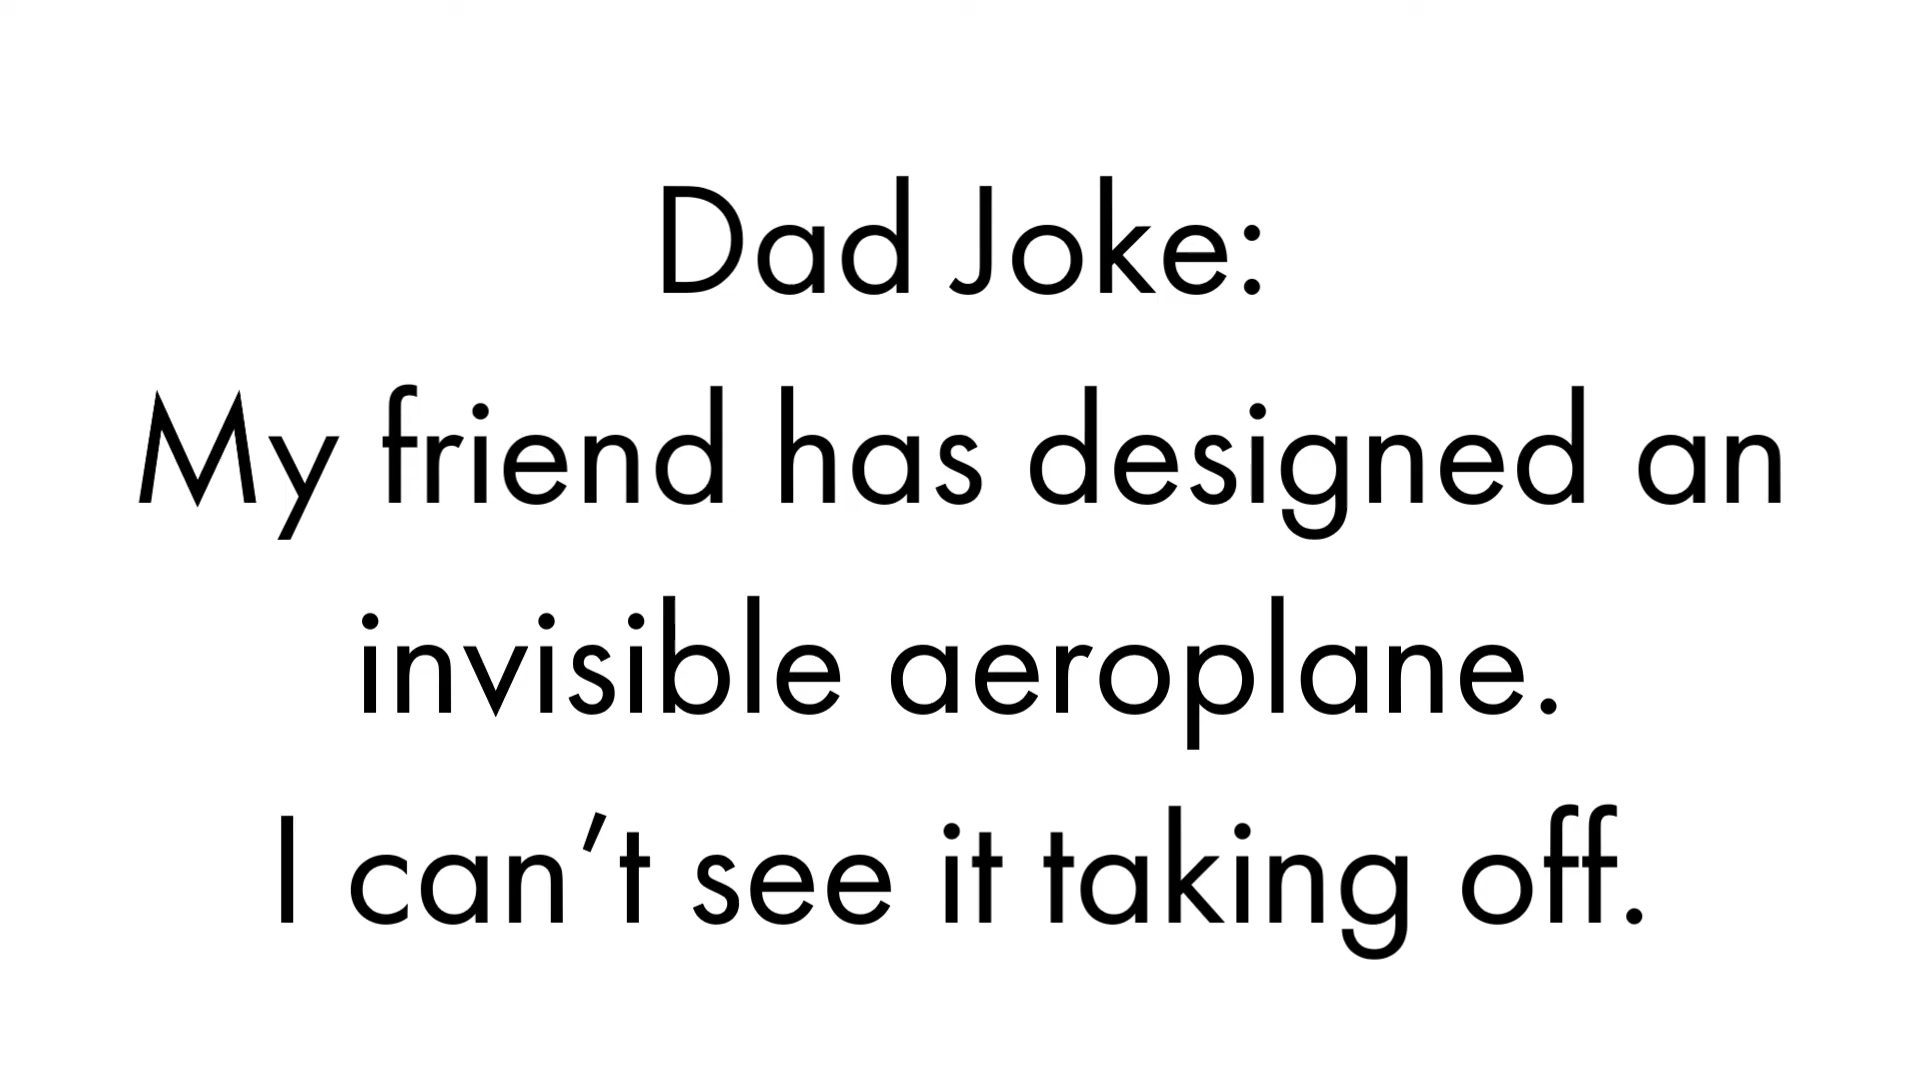 Dad Joke:
My friend has designed an
invisible aeroplane.
I can’t see it taking off.